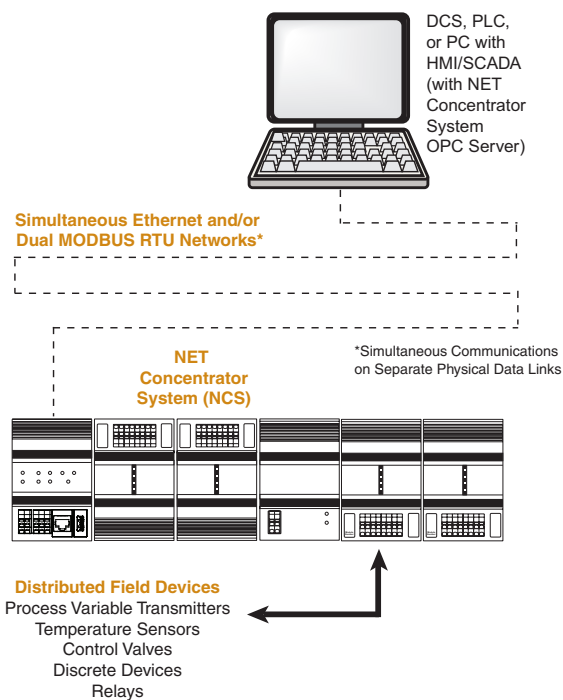 DCS, PLC,
or PC with
HMI/SCADA
(with NET
Concentrator
System
OPC Server)
Simultaneous Ethernet and/or
Dual MODBUS RTU Networks*
*Simultaneous Communications
on Separate Physical Data Links
NET
Concentrator
System (NCS)
Distributed Field Devices
Process Variable Transmitters
Temperature Sensors
Control Valves
Discrete Devices
Relays